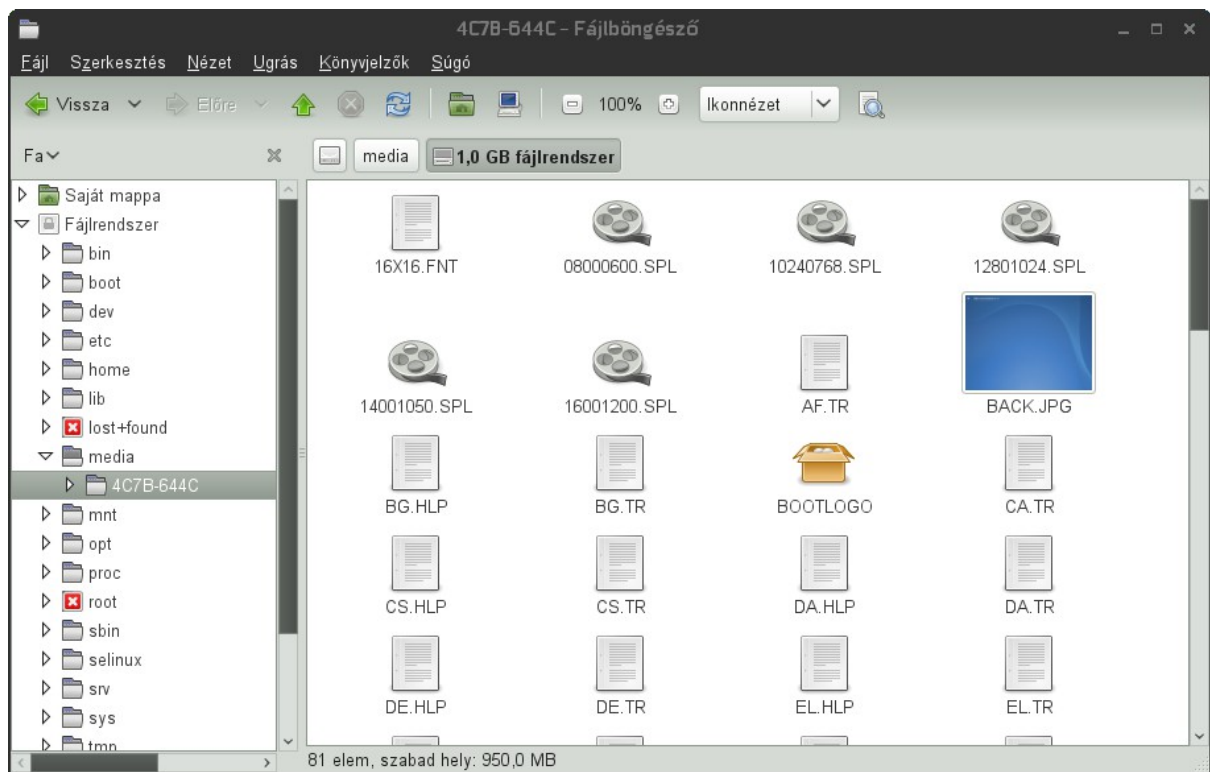 4C7B-644C – Fájlböngésző
Fájl Szerkesztés Nézet Ugrás Könyvjelzők Súgó
Vissza Előre 100% Ikonnézet
Fa media 1,0 GB fájlrendszer
Saját mappa
Fájlrendszer
bin
boot
dev
etc
home
lib
lost+found
media
4C7B-644C
mnt
opt
proc
root
sbin
selinux
srv
sys
tmp
16X16.FNT 08000600.SPL 10240768.SPL 12801024.SPL
14001050.SPL 16001200.SPL AF.TR BACK.JPG
BG.HLP BG.TR BOOTLOGO CA.TR
CS.HLP CS.TR DA.HLP DA.TR
DE.HLP DE.TR EL.HLP EL.TR
81 elem, szabad hely: 950,0 MB